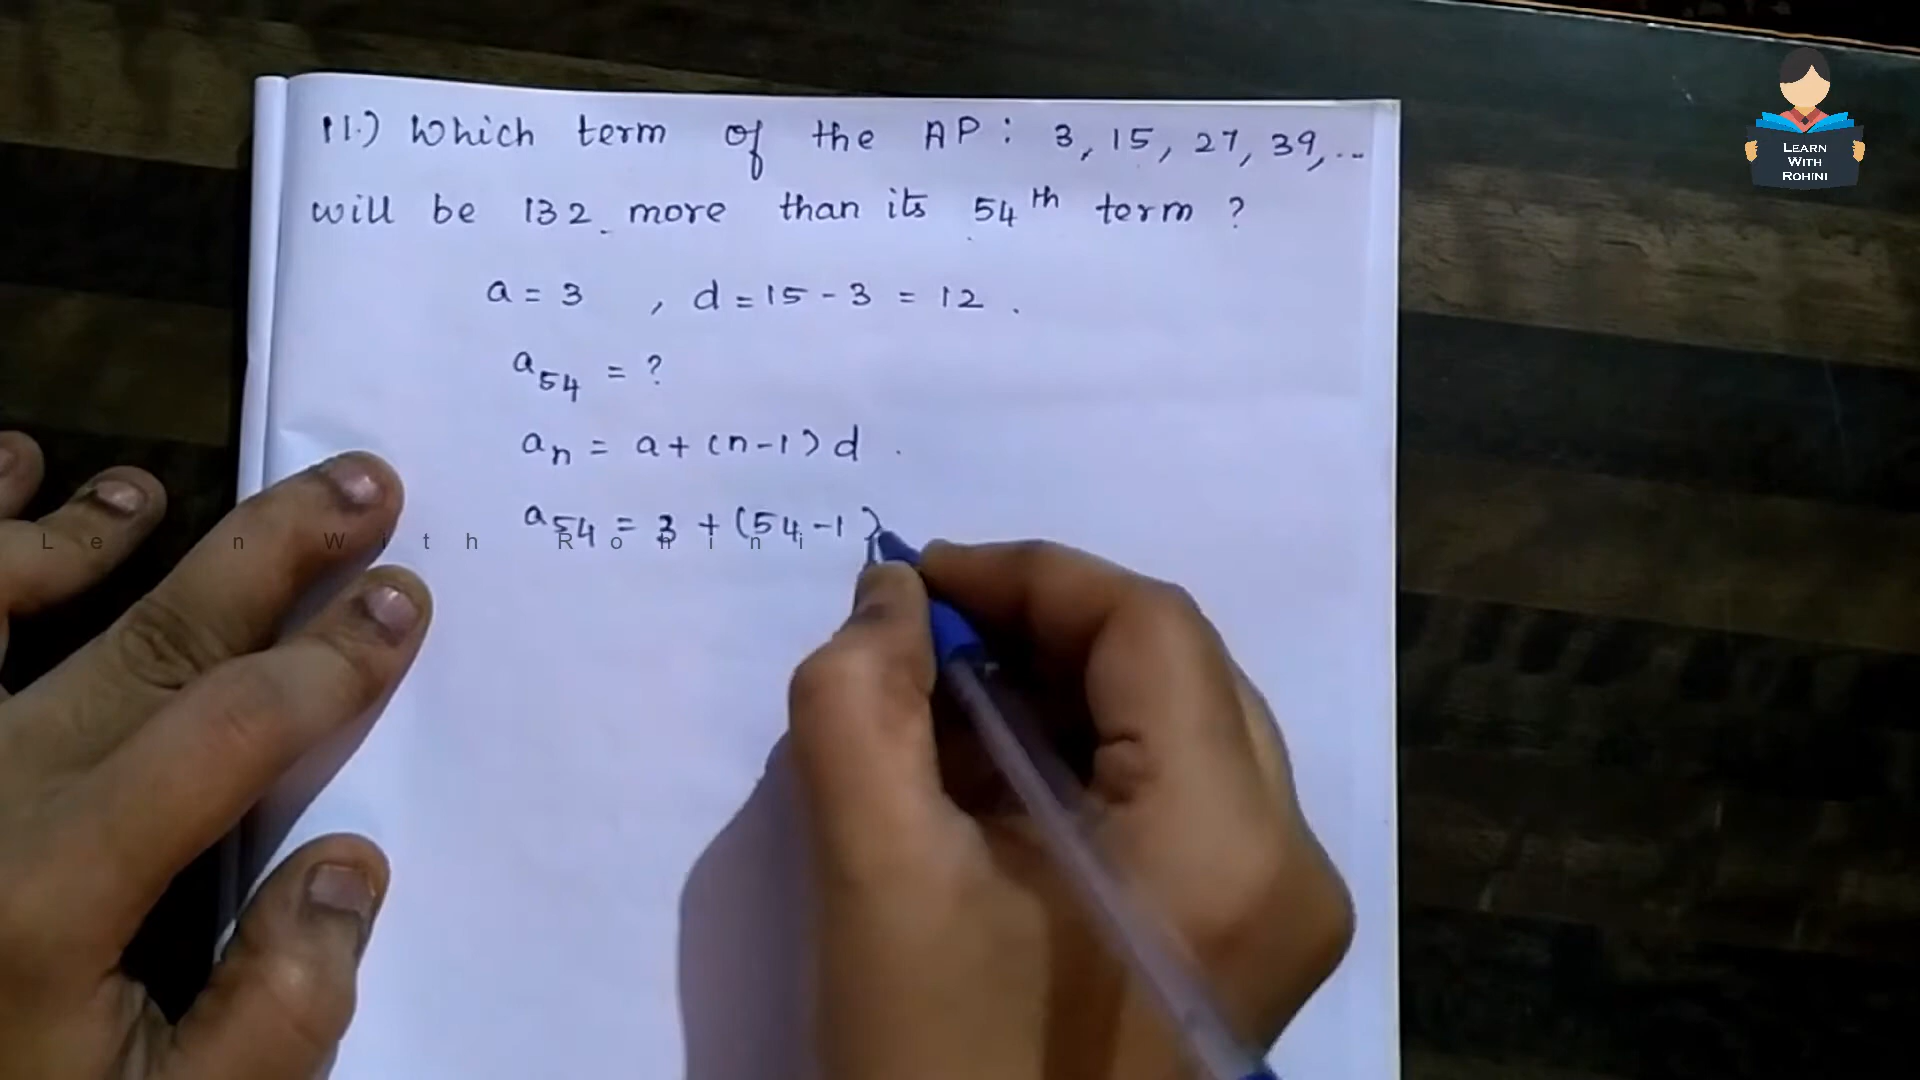 11.) Which term of the AP : 3, 15, 27, 39, ...
will be 132 more than its 54th term ?
a = 3 , d = 15 - 3 = 12 .
a54 = ?
an = a + (n-1) d .
a54 = 3 + (54-1)
Learn With Rohini
LEARN
WITH
ROHINI